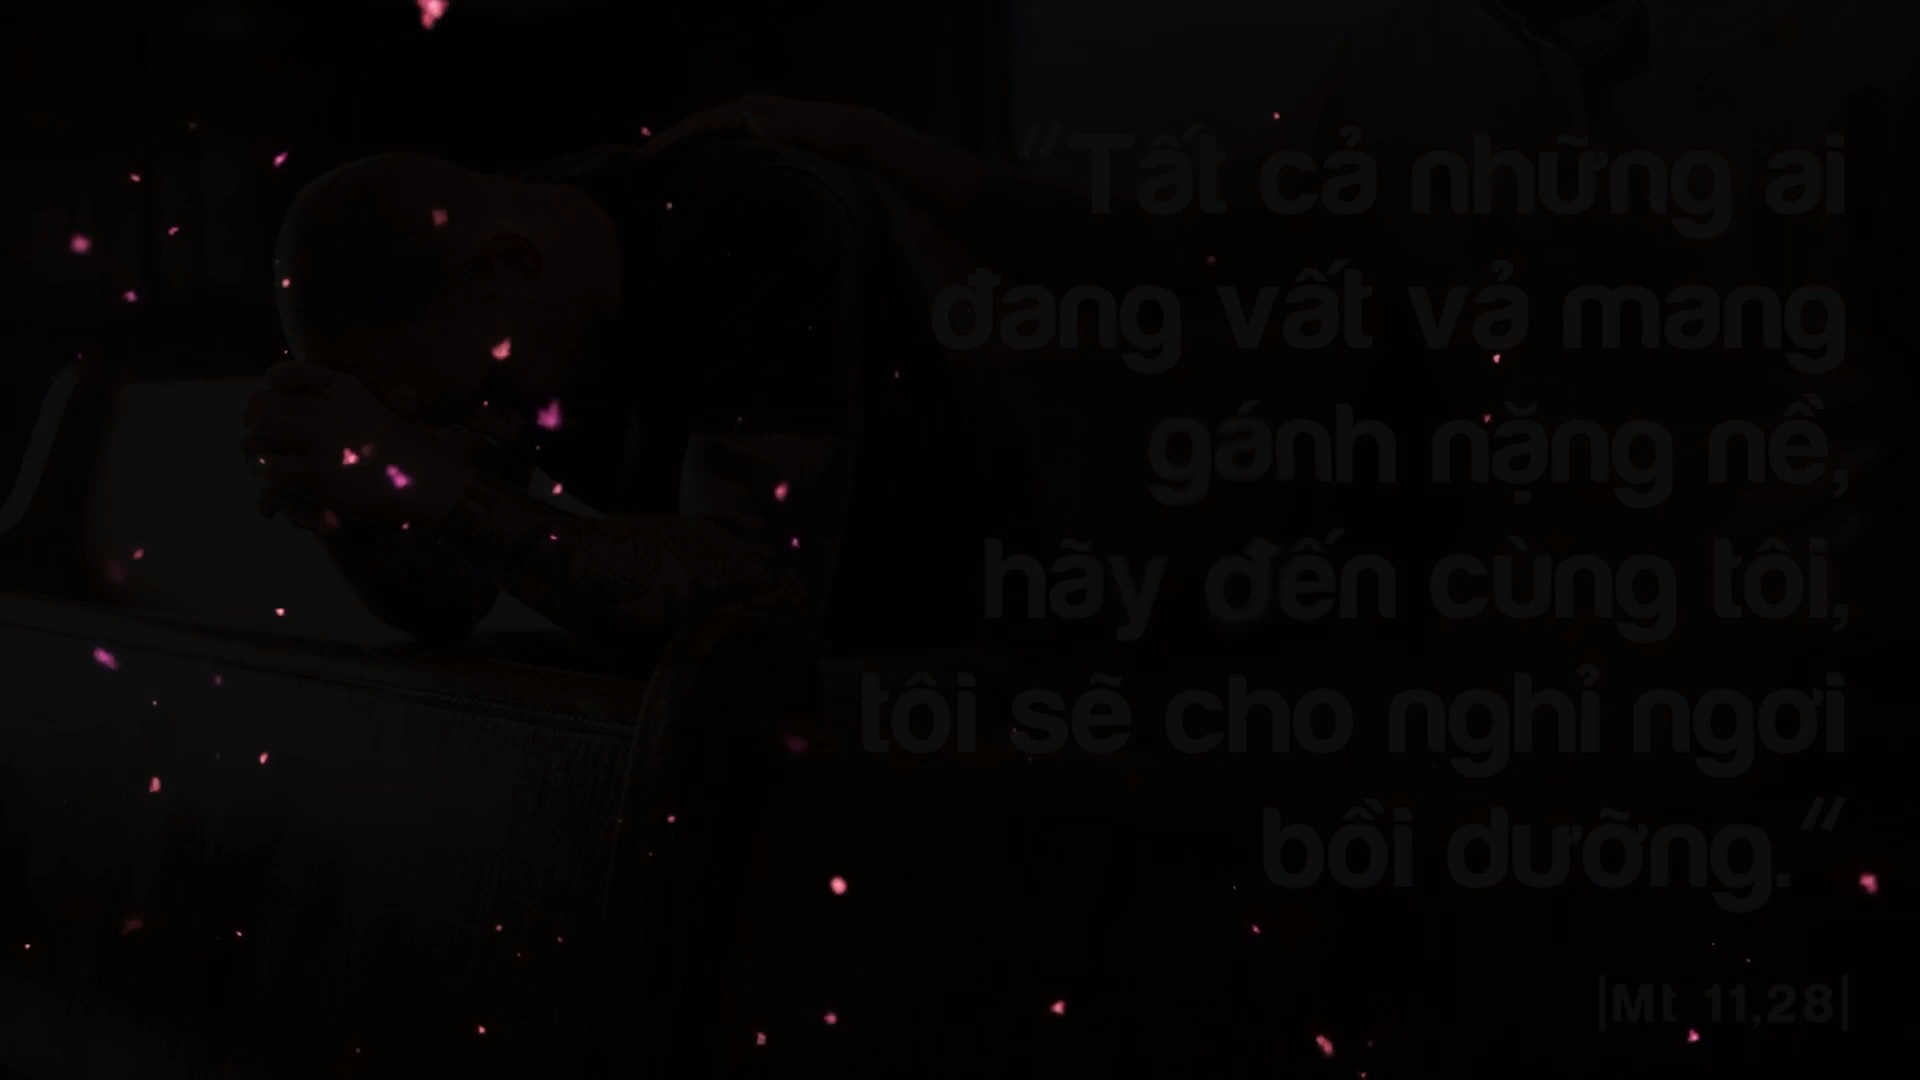 "Tất cả những ai
đang vất vả mang
gánh nặng nề,
hãy đến cùng tôi,
tôi sẽ cho nghỉ ngơi
bồi dưỡng."
|Mt 11,28|